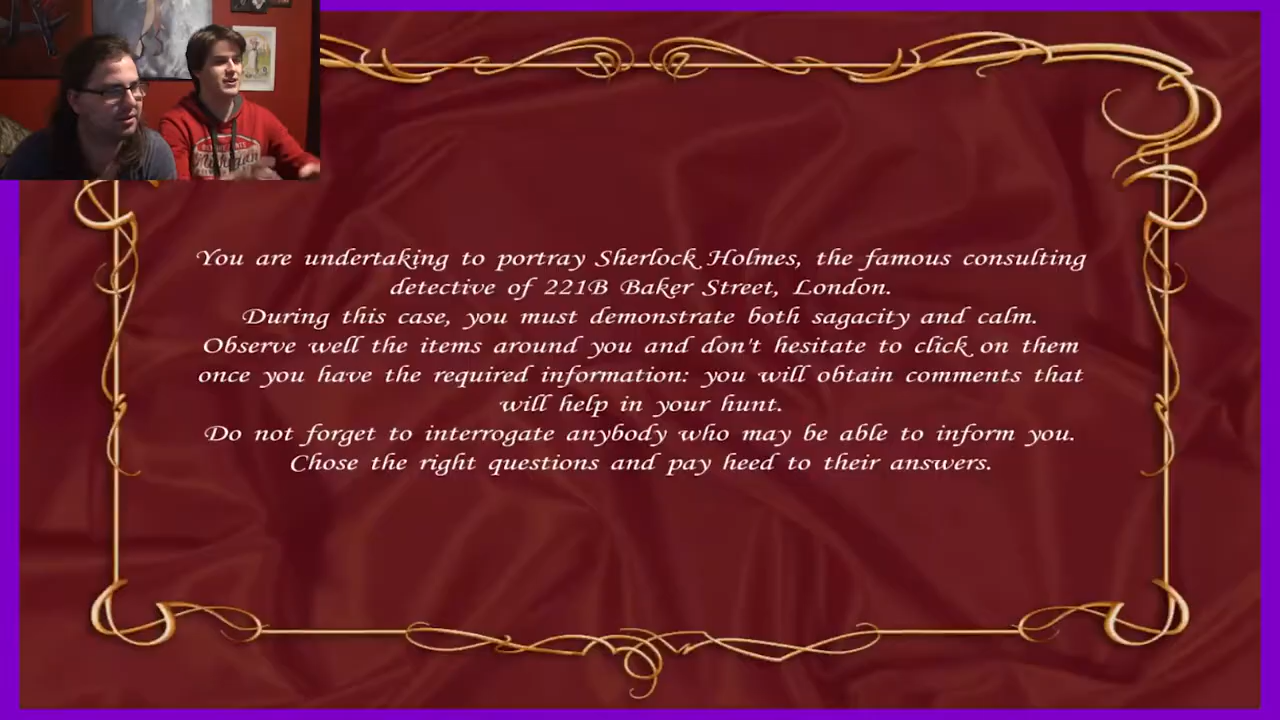 You are undertaking to portray Sherlock Holmes, the famous consulting
detective of 221B Baker Street, London.
During this case, you must demonstrate both sagacity and calm.
Observe well the items around you and don't hesitate to click on them
once you have the required information: you will obtain comments that
will help in your hunt.
Do not forget to interrogate anybody who may be able to inform you.
Chose the right questions and pay heed to their answers.